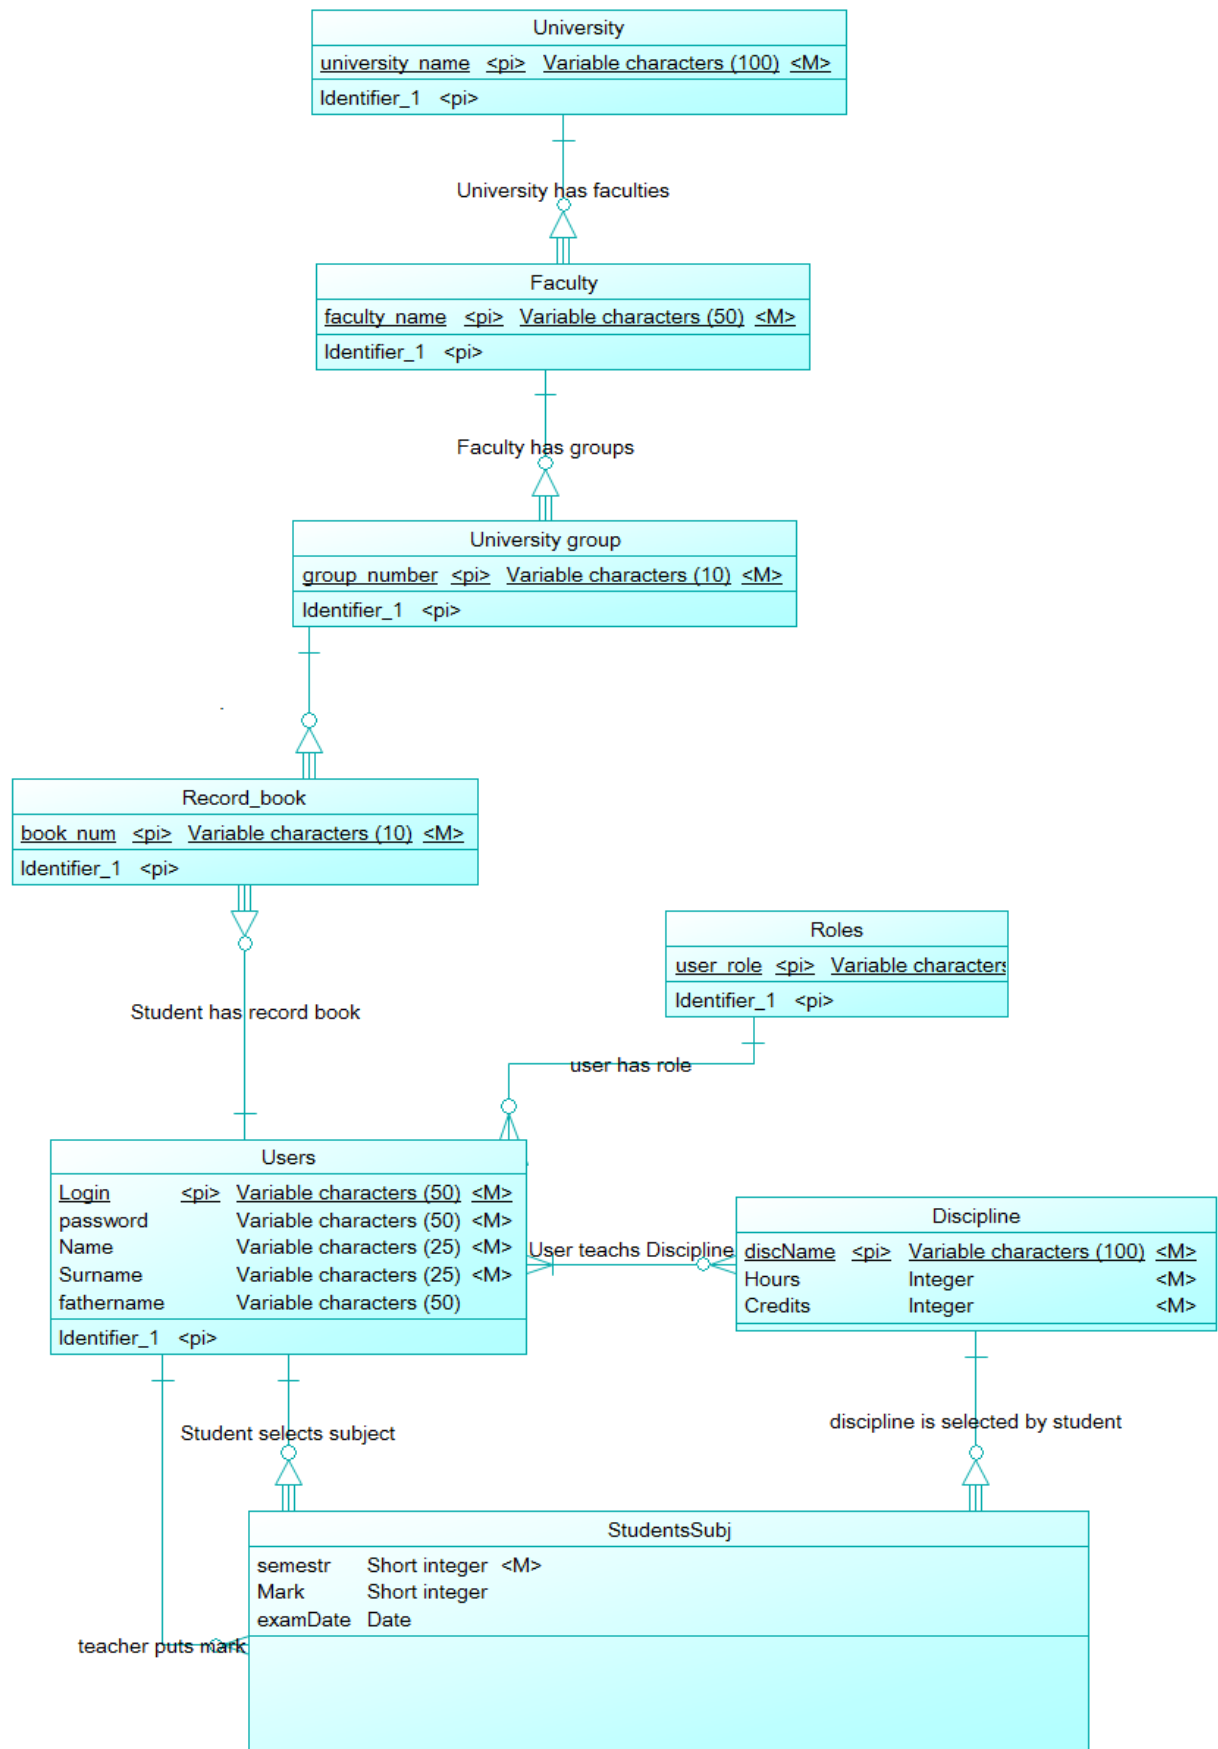 University
university_name <pi> Variable characters (100) <M>
Identifier_1 <pi>
University has faculties
Faculty
faculty_name <pi> Variable characters (50) <M>
Identifier_1 <pi>
Faculty has groups
University group
group_number <pi> Variable characters (10) <M>
Identifier_1 <pi>
Record_book
book_num <pi> Variable characters (10) <M>
Identifier_1 <pi>
Roles
user_role <pi> Variable characters
Identifier_1 <pi>
Student has record book
user has role
Users
Login <pi> Variable characters (50) <M>
password Variable characters (50) <M>
Name Variable characters (25) <M>
Surname Variable characters (25) <M>
fathername Variable characters (50)
Identifier_1 <pi>
User teachs Discipline
Discipline
discName <pi> Variable characters (100) <M>
Hours Integer <M>
Credits Integer <M>
Student selects subject
discipline is selected by student
StudentsSubj
semestr Short integer <M>
Mark Short integer
examDate Date
teacher puts mark